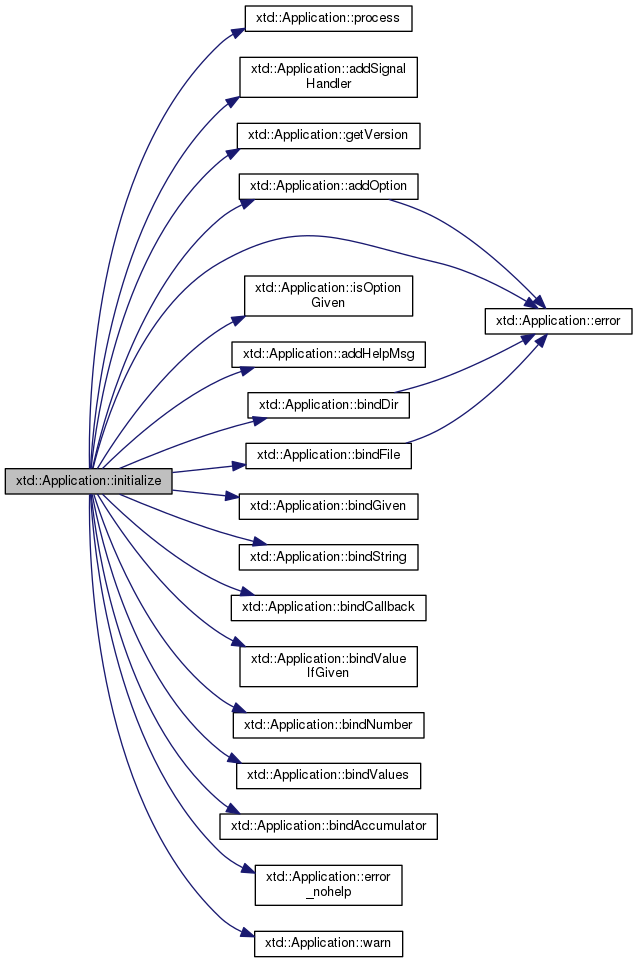 xtd::Application::process
xtd::Application::addSignal
Handler
xtd::Application::getVersion
xtd::Application::addOption
xtd::Application::isOption
Given
xtd::Application::error
xtd::Application::addHelpMsg
xtd::Application::bindDir
xtd::Application::bindFile
xtd::Application::initialize
xtd::Application::bindGiven
xtd::Application::bindString
xtd::Application::bindCallback
xtd::Application::bindValue
IfGiven
xtd::Application::bindNumber
xtd::Application::bindValues
xtd::Application::bindAccumulator
xtd::Application::error
_nohelp
xtd::Application::warn